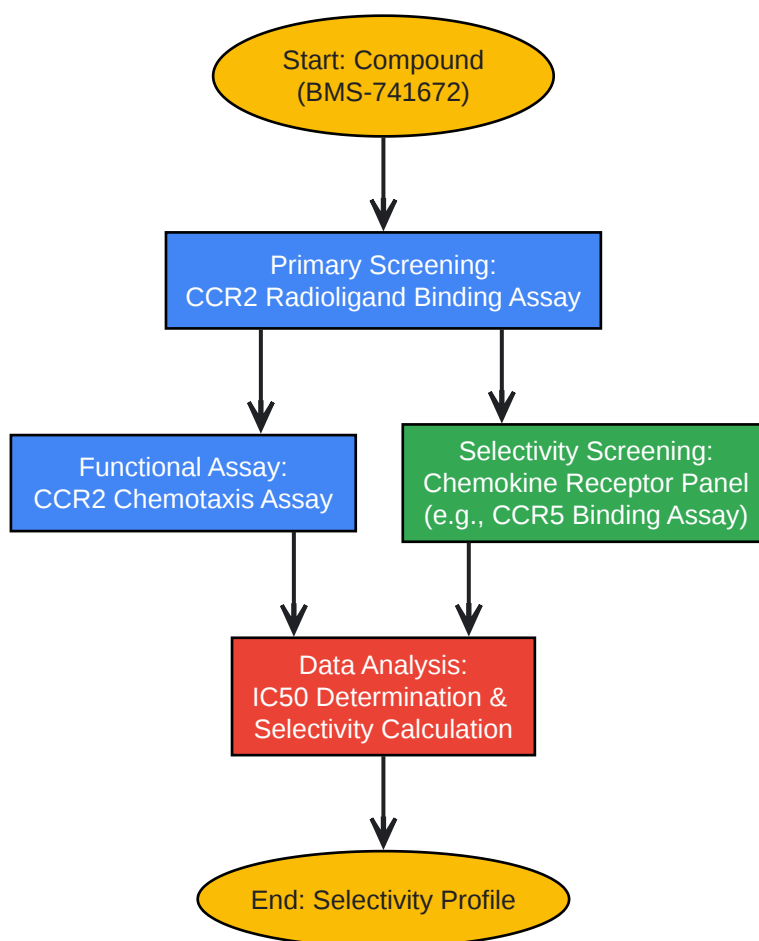 Start: Compound
(BMS-741672)
Primary Screening:
CCR2 Radioligand Binding Assay
Functional Assay:
CCR2 Chemotaxis Assay
Selectivity Screening:
Chemokine Receptor Panel
(e.g., CCR5 Binding Assay)
Data Analysis:
IC50 Determination &
Selectivity Calculation
End: Selectivity Profile